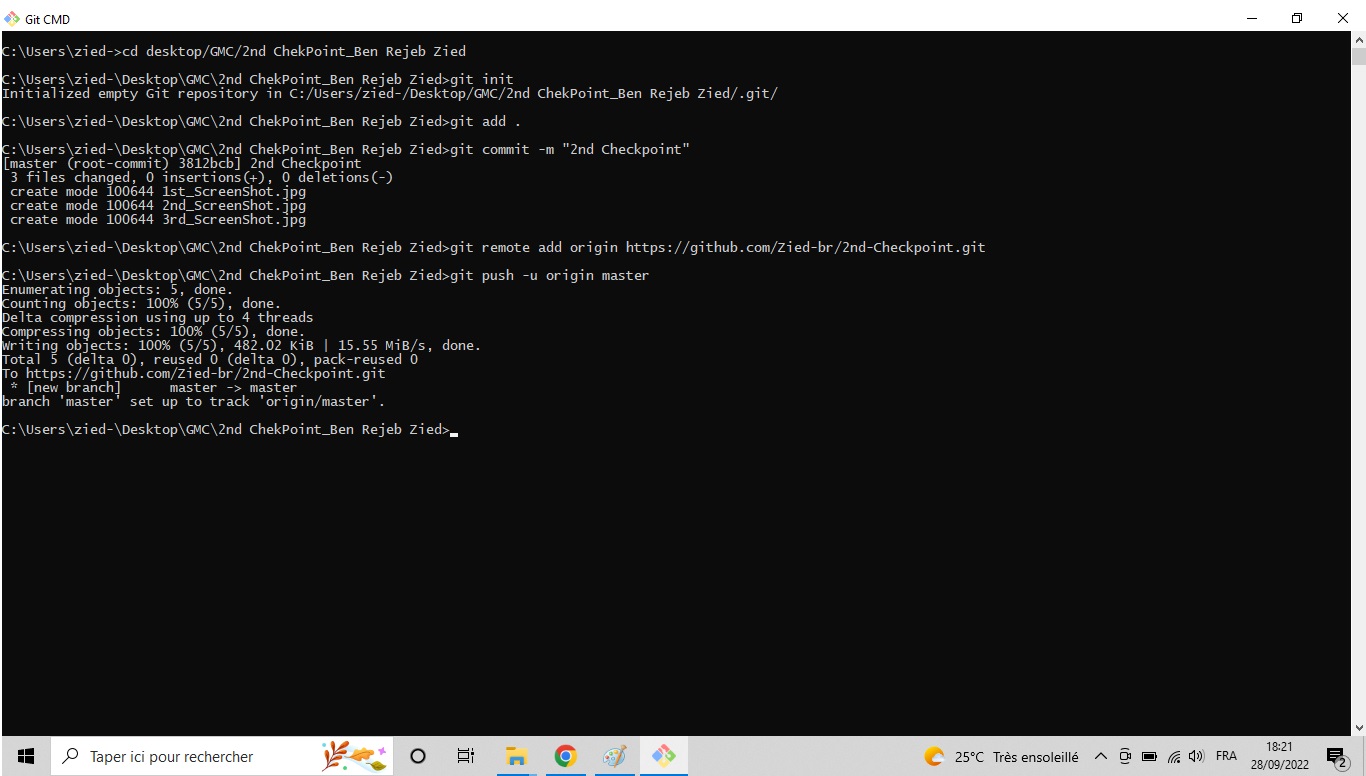 Git CMD
C:\Users\zied->cd desktop/GMC/2nd ChekPoint_Ben Rejeb Zied
C:\Users\zied-\Desktop\GMC\2nd ChekPoint_Ben Rejeb Zied>git init
Initialized empty Git repository in C:/Users/zied-/Desktop/GMC/2nd ChekPoint_Ben Rejeb Zied/.git/
C:\Users\zied-\Desktop\GMC\2nd ChekPoint_Ben Rejeb Zied>git add .
C:\Users\zied-\Desktop\GMC\2nd ChekPoint_Ben Rejeb Zied>git commit -m "2nd Checkpoint"
[master (root-commit) 3812bcb] 2nd Checkpoint
3 files changed, 0 insertions(+), 0 deletions(-)
create mode 100644 1st_ScreenShot.jpg
create mode 100644 2nd_ScreenShot.jpg
create mode 100644 3rd_ScreenShot.jpg
C:\Users\zied-\Desktop\GMC\2nd ChekPoint_Ben Rejeb Zied>git remote add origin https://github.com/Zied-br/2nd-Checkpoint.git
C:\Users\zied-\Desktop\GMC\2nd ChekPoint_Ben Rejeb Zied>git push -u origin master
Enumerating objects: 5, done.
Counting objects: 100% (5/5), done.
Delta compression using up to 4 threads
Compressing objects: 100% (5/5), done.
Writing objects: 100% (5/5), 482.02 KiB | 15.55 MiB/s, done.
Total 5 (delta 0), reused 0 (delta 0), pack-reused 0
To https://github.com/Zied-br/2nd-Checkpoint.git
* [new branch]      master -> master
branch 'master' set up to track 'origin/master'.
C:\Users\zied-\Desktop\GMC\2nd ChekPoint_Ben Rejeb Zied>
Taper ici pour rechercher
25°C Très ensoleillé
FRA
18:21
28/09/2022
2